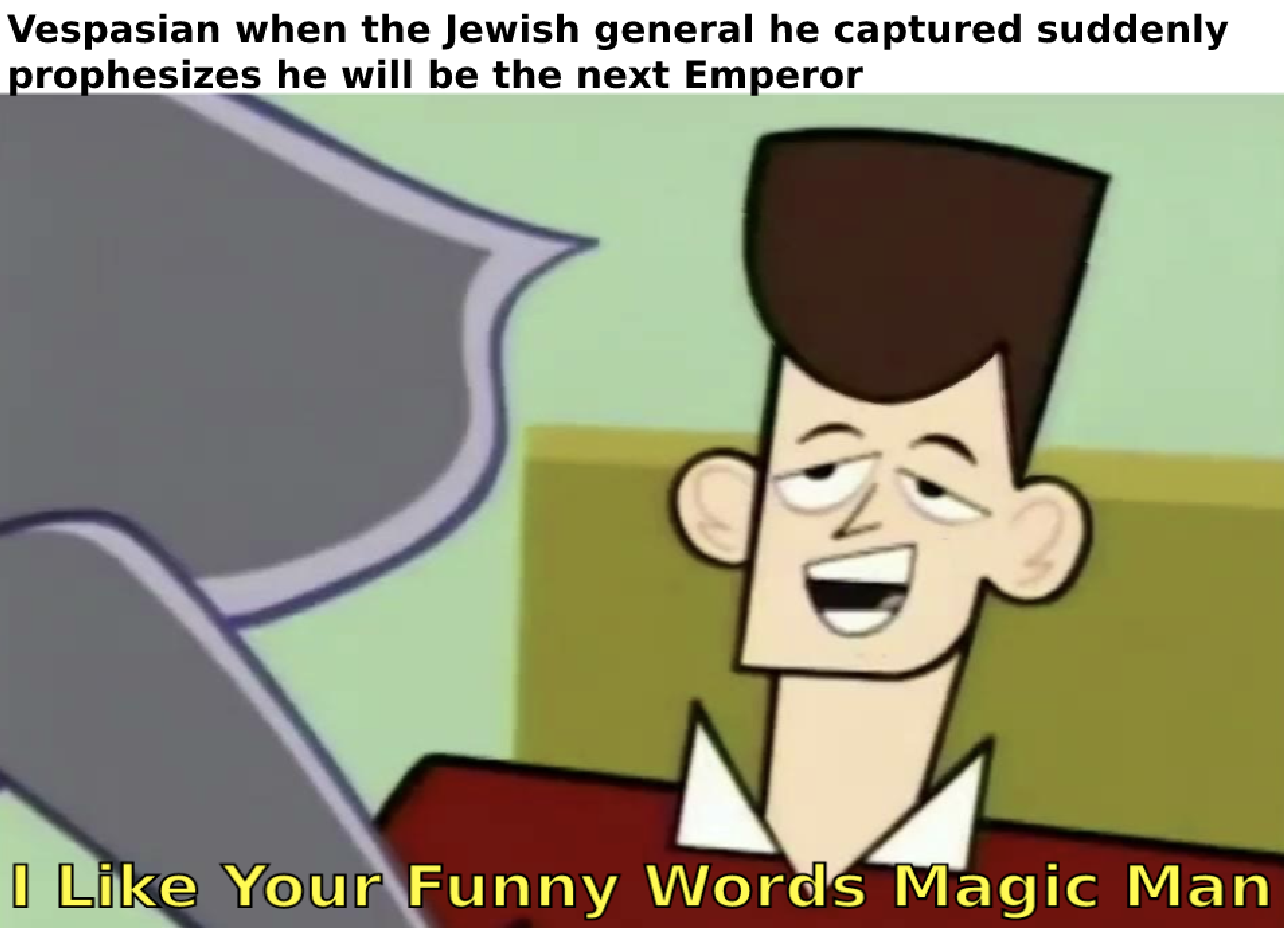 Vespasian when the Jewish general he captured suddenly
prophesizes he will be the next Emperor
I Like Your Funny Words Magic Man